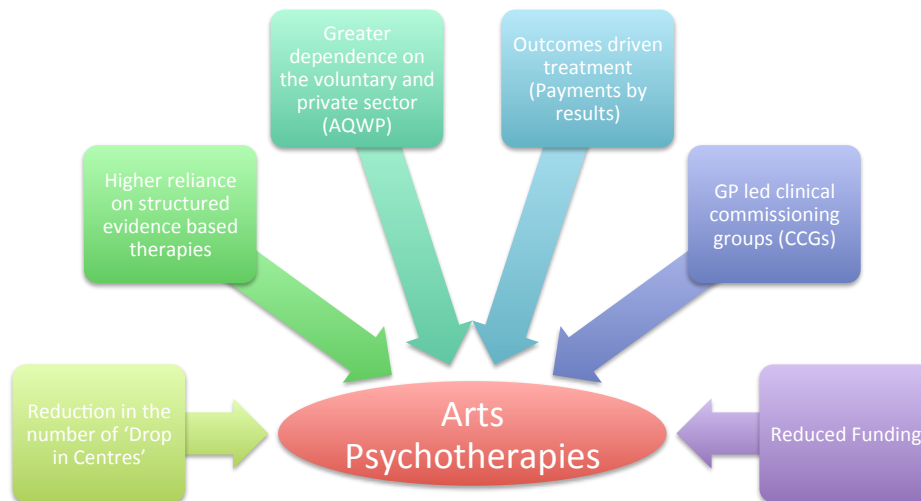 Greater
dependence on
the voluntary and
private sector
(AQWP)
Outcomes driven
treatment
(Payments by
results)
Higher reliance
on structured
evidence based
therapies
GP led clinical
commissioning
groups (CCGs)
Reduction in the
number of ‘Drop
in Centres’
Arts
Psychotherapies
Reduced Funding